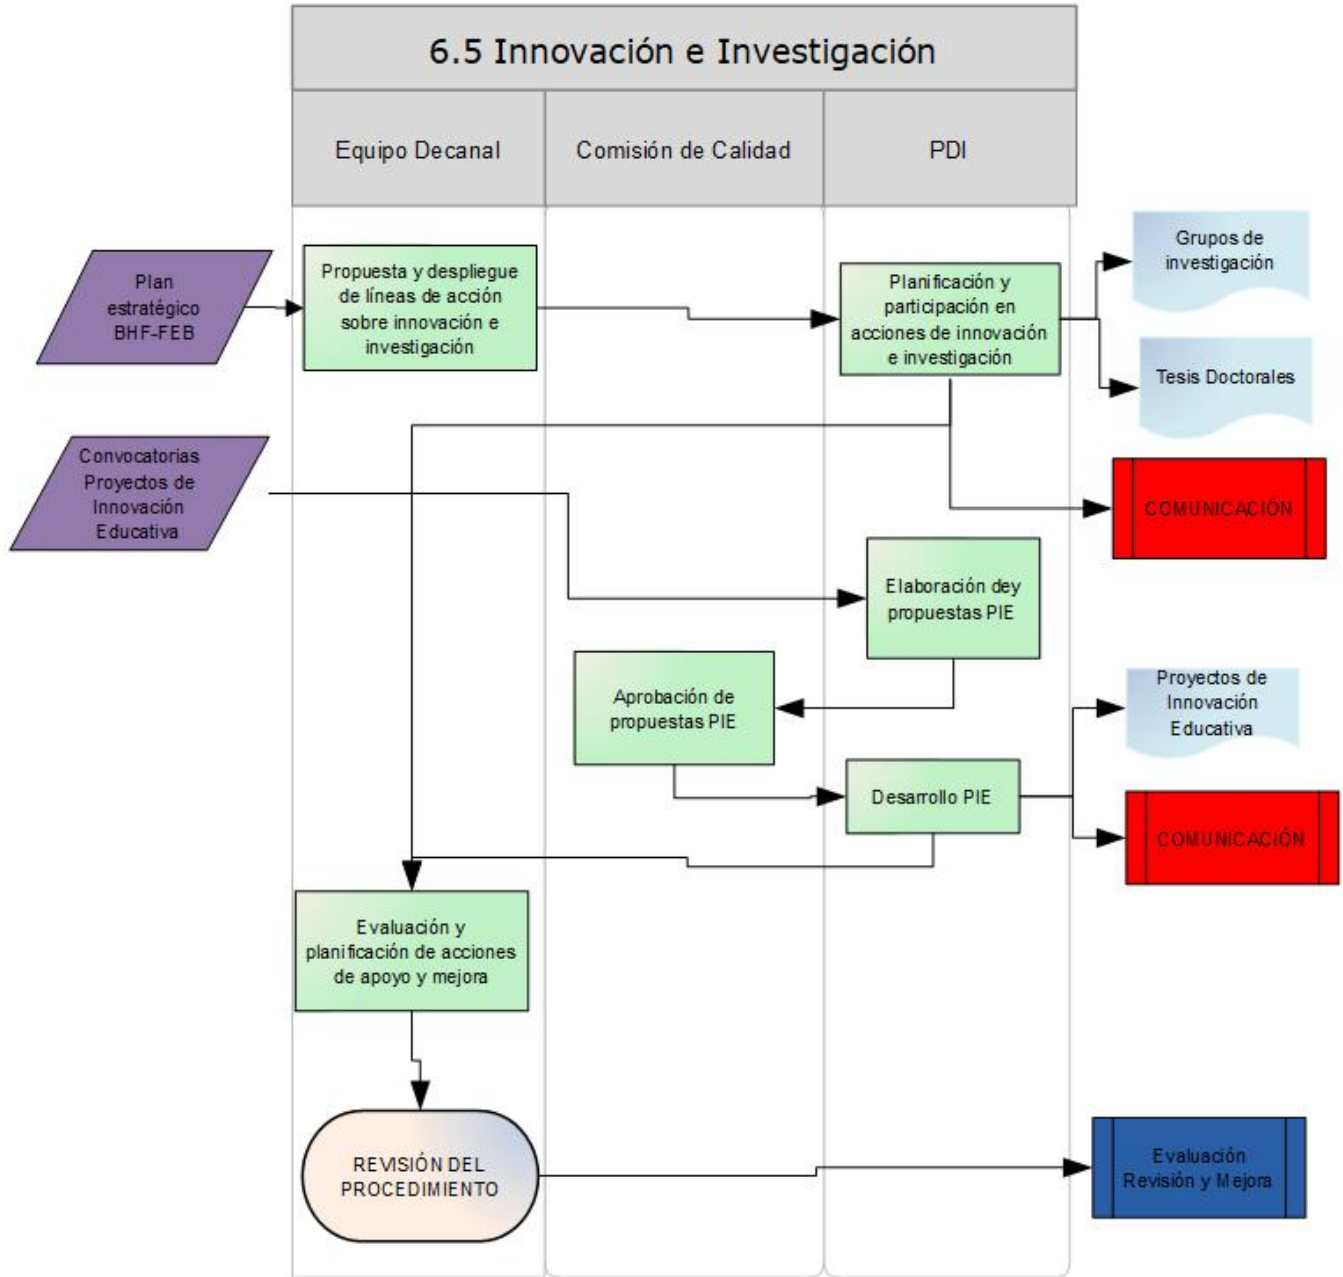 6.5 Innovación e Investigación
Equipo Decanal
Comisión de Calidad
PDI
Plan
estratégico
BHF-FEB
Propuesta y despliegue
de líneas de acción
sobre innovación e
investigación
Planificación y
participación en
acciones de innovación
e investigación
Grupos de
investigación
Tesis Doctorales
Convocatorias
Proyectos de
Innovación
Educativa
COMUNICACIÓN
Elaboración dey
propuestas PIE
Aprobación de
propuestas PIE
Proyectos de
Innovación
Educativa
Desarrollo PIE
COMUNICACIÓN
Evaluación y
planificación de acciones
de apoyo y mejora
REVISIÓN DEL
PROCEDIMIENTO
Evaluación
Revisión y Mejora